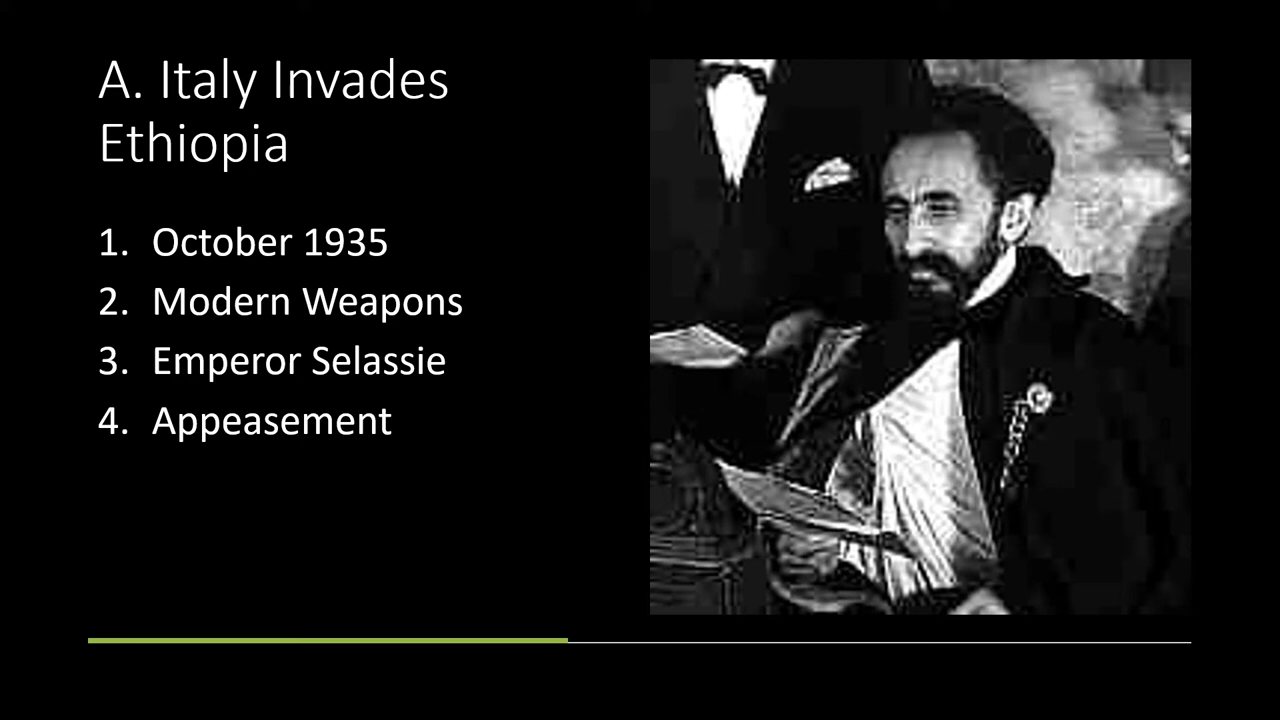 A. Italy Invades
Ethiopia
1. October 1935
2. Modern Weapons
3. Emperor Selassie
4. Appeasement